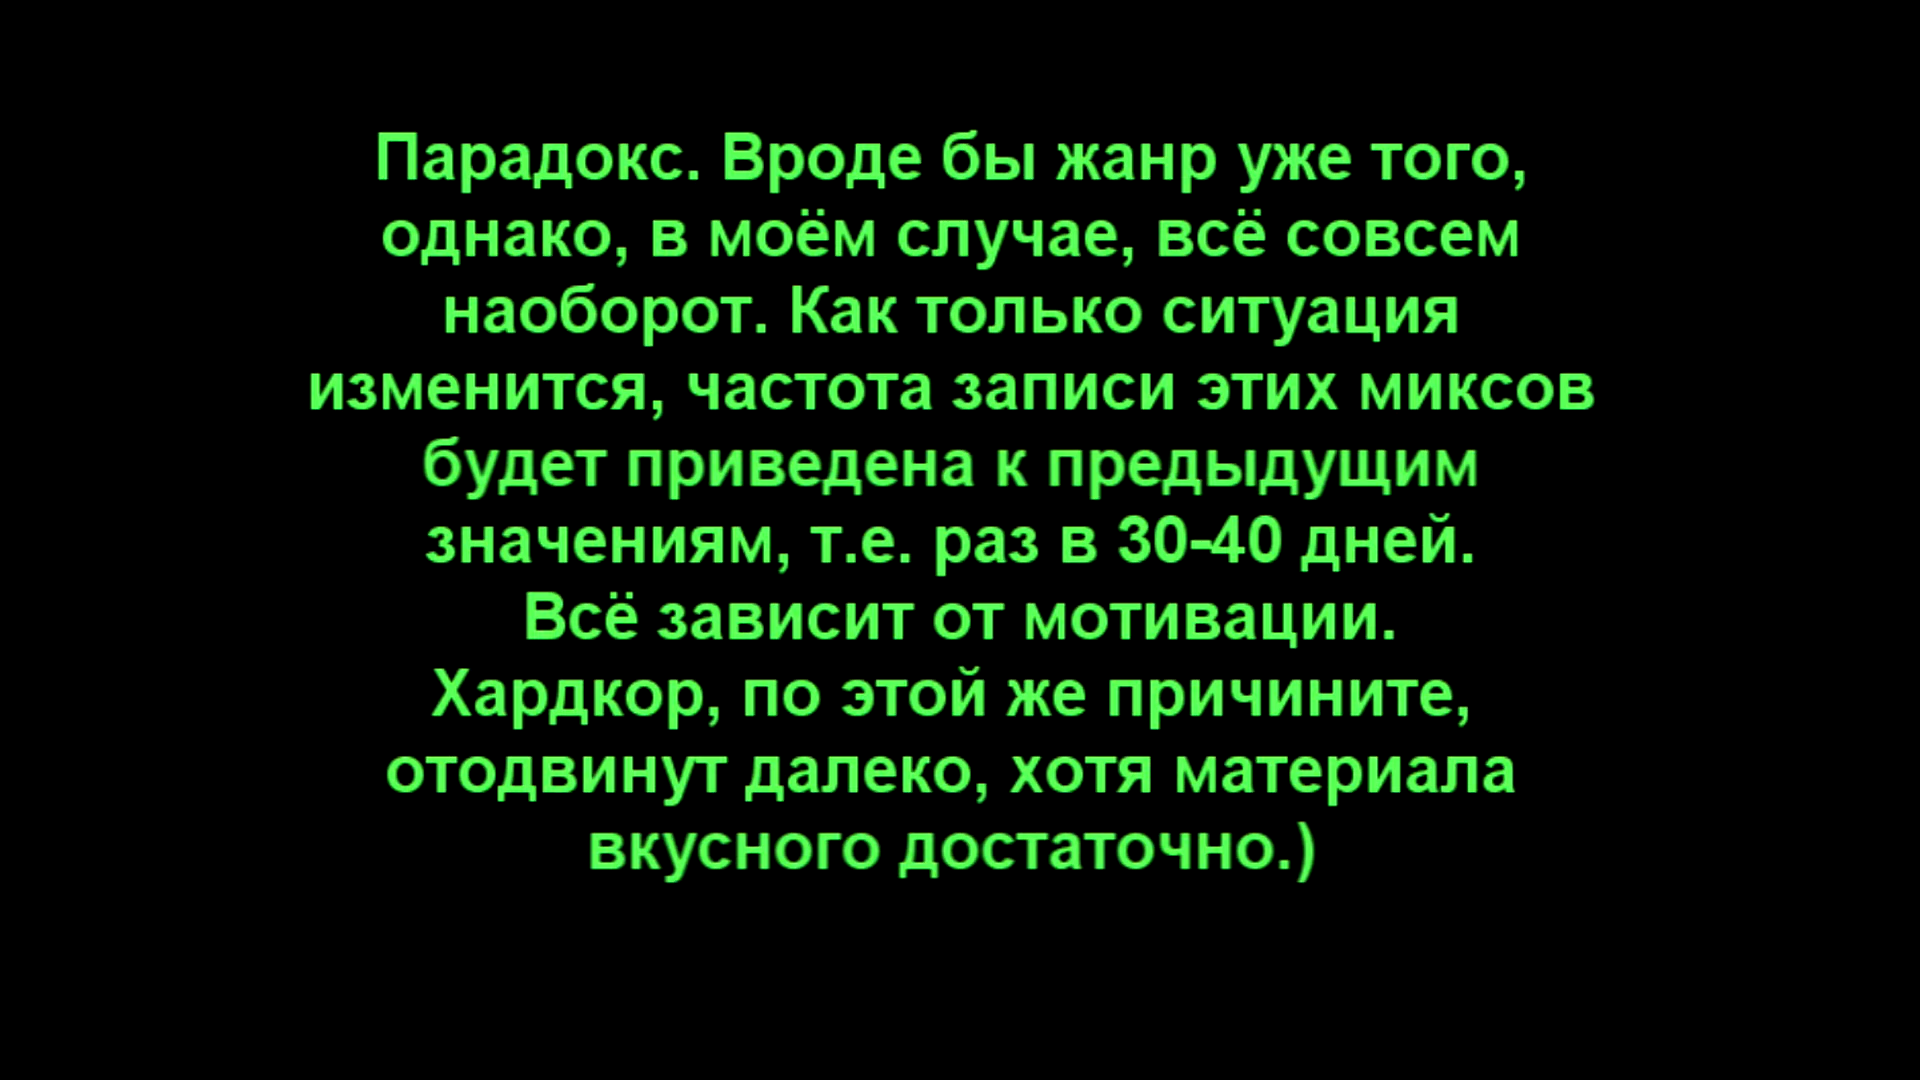 Парадокс. Вроде бы жанр уже того,
однако, в моём случае, всё совсем
наоборот. Как только ситуация
изменится, частота записи этих миксов
будет приведена к предыдущим
значениям, т.е. раз в 30-40 дней.
Всё зависит от мотивации.
Хардкор, по этой же причините,
отодвинут далеко, хотя материала
вкусного достаточно.)